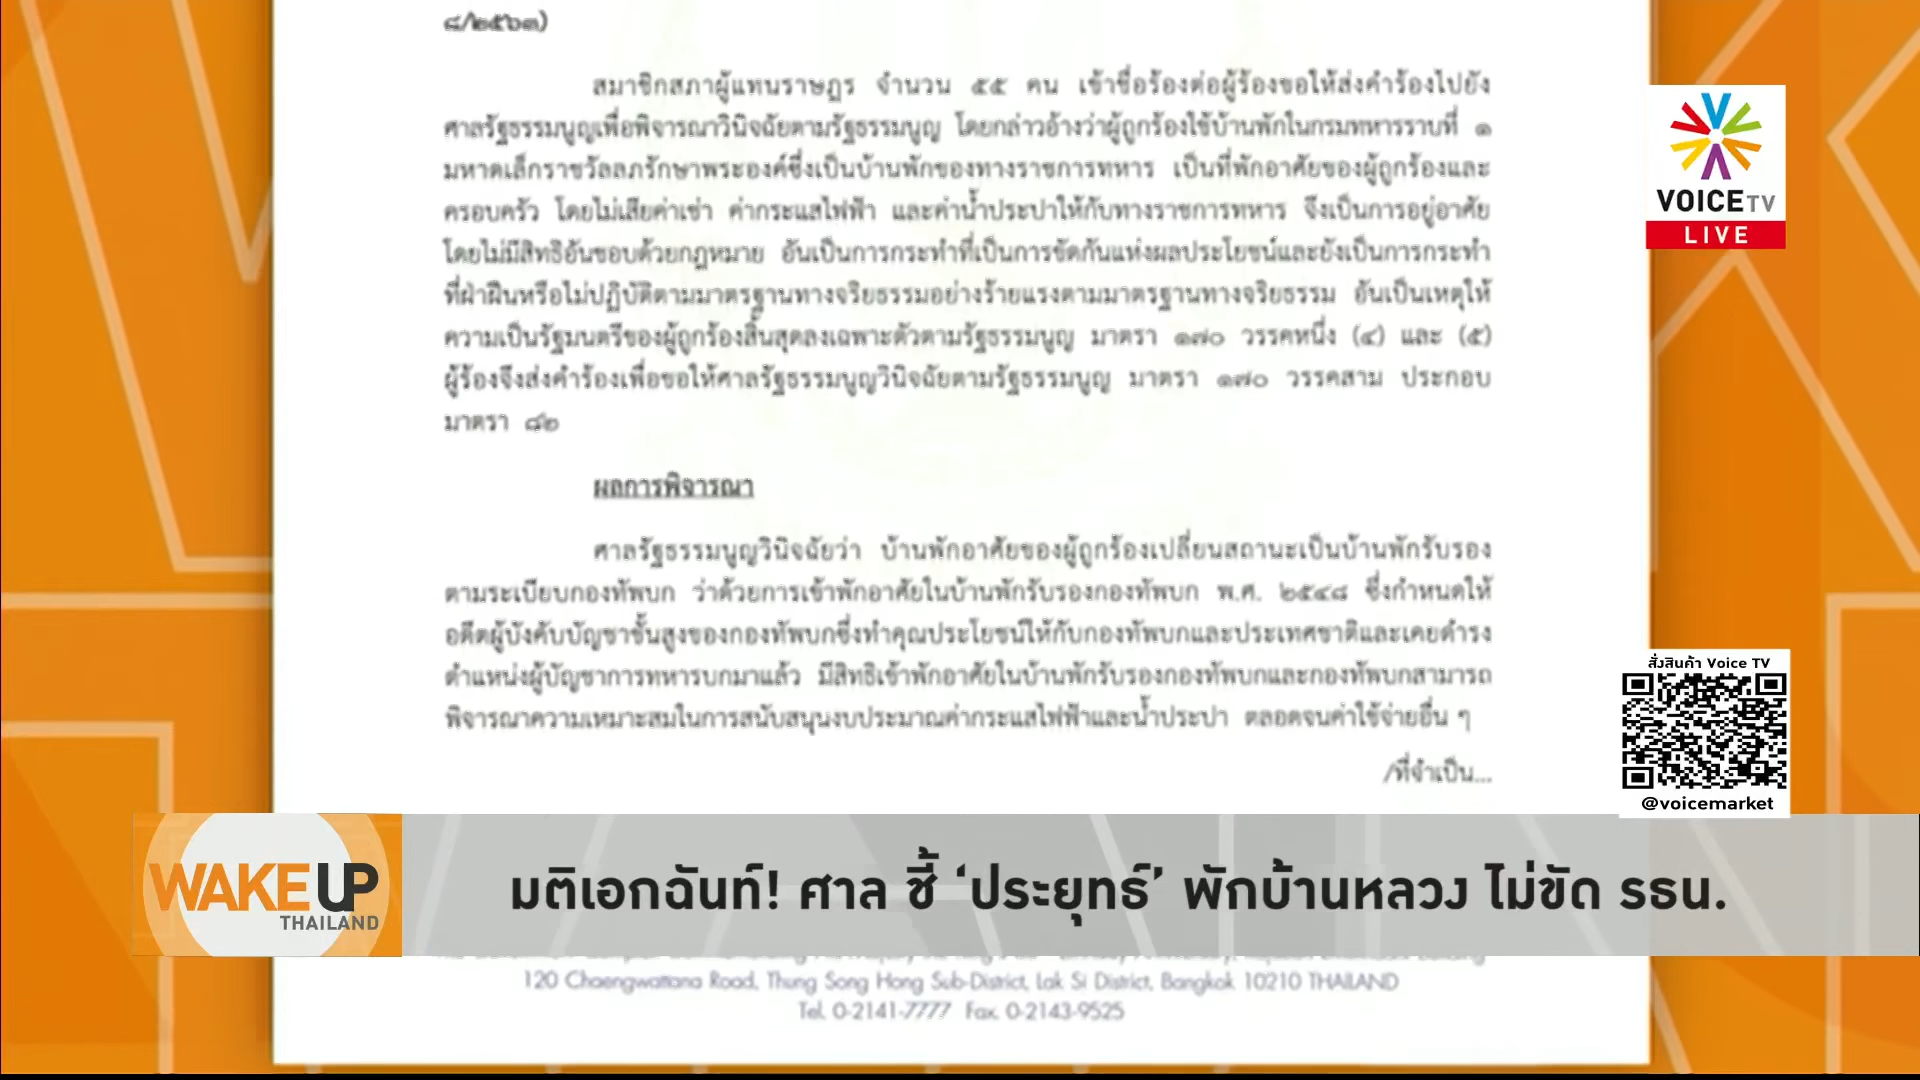 ๘/๒๕๖๓)
สมาชิกสภาผู้แทนราษฎร จำนวน ๕๕ คน เข้าชื่อร้องต่อผู้ร้องขอให้ส่งคำร้องไปยัง
ศาลรัฐธรรมนูญเพื่อพิจารณาวินิจฉัยตามรัฐธรรมนูญ โดยกล่าวอ้างว่าผู้ถูกร้องใช้บ้านพักในกรมทหารราบที่ ๑
มหาดเล็กราชวัลลภรักษาพระองค์ซึ่งเป็นบ้านพักของทางราชการทหาร เป็นที่พักอาศัยของผู้ถูกร้องและ
ครอบครัว โดยไม่เสียค่าเช่า ค่ากระแสไฟฟ้า และค่าน้ำประปาให้กับทางราชการทหาร จึงเป็นการอยู่อาศัย
โดยไม่มีสิทธิอันชอบด้วยกฎหมาย อันเป็นการกระทำที่เป็นการขัดกันแห่งผลประโยชน์และยังเป็นการกระทำ
ที่ฝ่าฝืนหรือไม่ปฏิบัติตามมาตรฐานทางจริยธรรมอย่างร้ายแรงตามมาตรฐานทางจริยธรรม อันเป็นเหตุให้
ความเป็นรัฐมนตรีของผู้ถูกร้องสิ้นสุดลงเฉพาะตัวตามรัฐธรรมนูญ มาตรา ๑๗๐ วรรคหนึ่ง (๔) และ (๕)
ผู้ร้องจึงส่งคำร้องเพื่อขอให้ศาลรัฐธรรมนูญวินิจฉัยตามรัฐธรรมนูญ มาตรา ๑๗๐ วรรคสาม ประกอบ
มาตรา ๘๒
ผลการพิจารณา
ศาลรัฐธรรมนูญวินิจฉัยว่า บ้านพักอาศัยของผู้ถูกร้องเปลี่ยนสถานะเป็นบ้านพักรับรอง
ตามระเบียบกองทัพบก ว่าด้วยการเข้าพักอาศัยในบ้านพักรับรองกองทัพบก พ.ศ. ๒๕๔๘ ซึ่งกำหนดให้
อดีตผู้บังคับบัญชาชั้นสูงของกองทัพบกซึ่งทำคุณประโยชน์ให้กับกองทัพบกและประเทศชาติและเคยดำรง
ตำแหน่งผู้บัญชาการทหารบกมาแล้ว มีสิทธิเข้าพักอาศัยในบ้านพักรับรองกองทัพบกและกองทัพบกสามารถ
พิจารณาความเหมาะสมในการสนับสนุนงบประมาณค่ากระแสไฟฟ้าและน้ำประปา ตลอดจนค่าใช้จ่ายอื่น ๆ
/ที่จำเป็น...
VOICE TV
LIVE
สั่งสินค้า Voice TV
@voicemarket
WAKE UP
THAILAND
มติเอกฉันท์! ศาล ชี้ ‘ประยุทธ์’ พักบ้านหลวง ไม่ขัด รธน.
120 Chaengwattana Road, Thung Song Hong Sub-District, Lak Si District, Bangkok 10210 THAILAND
Tel. 0-2141-7777 Fax. 0-2143-9525